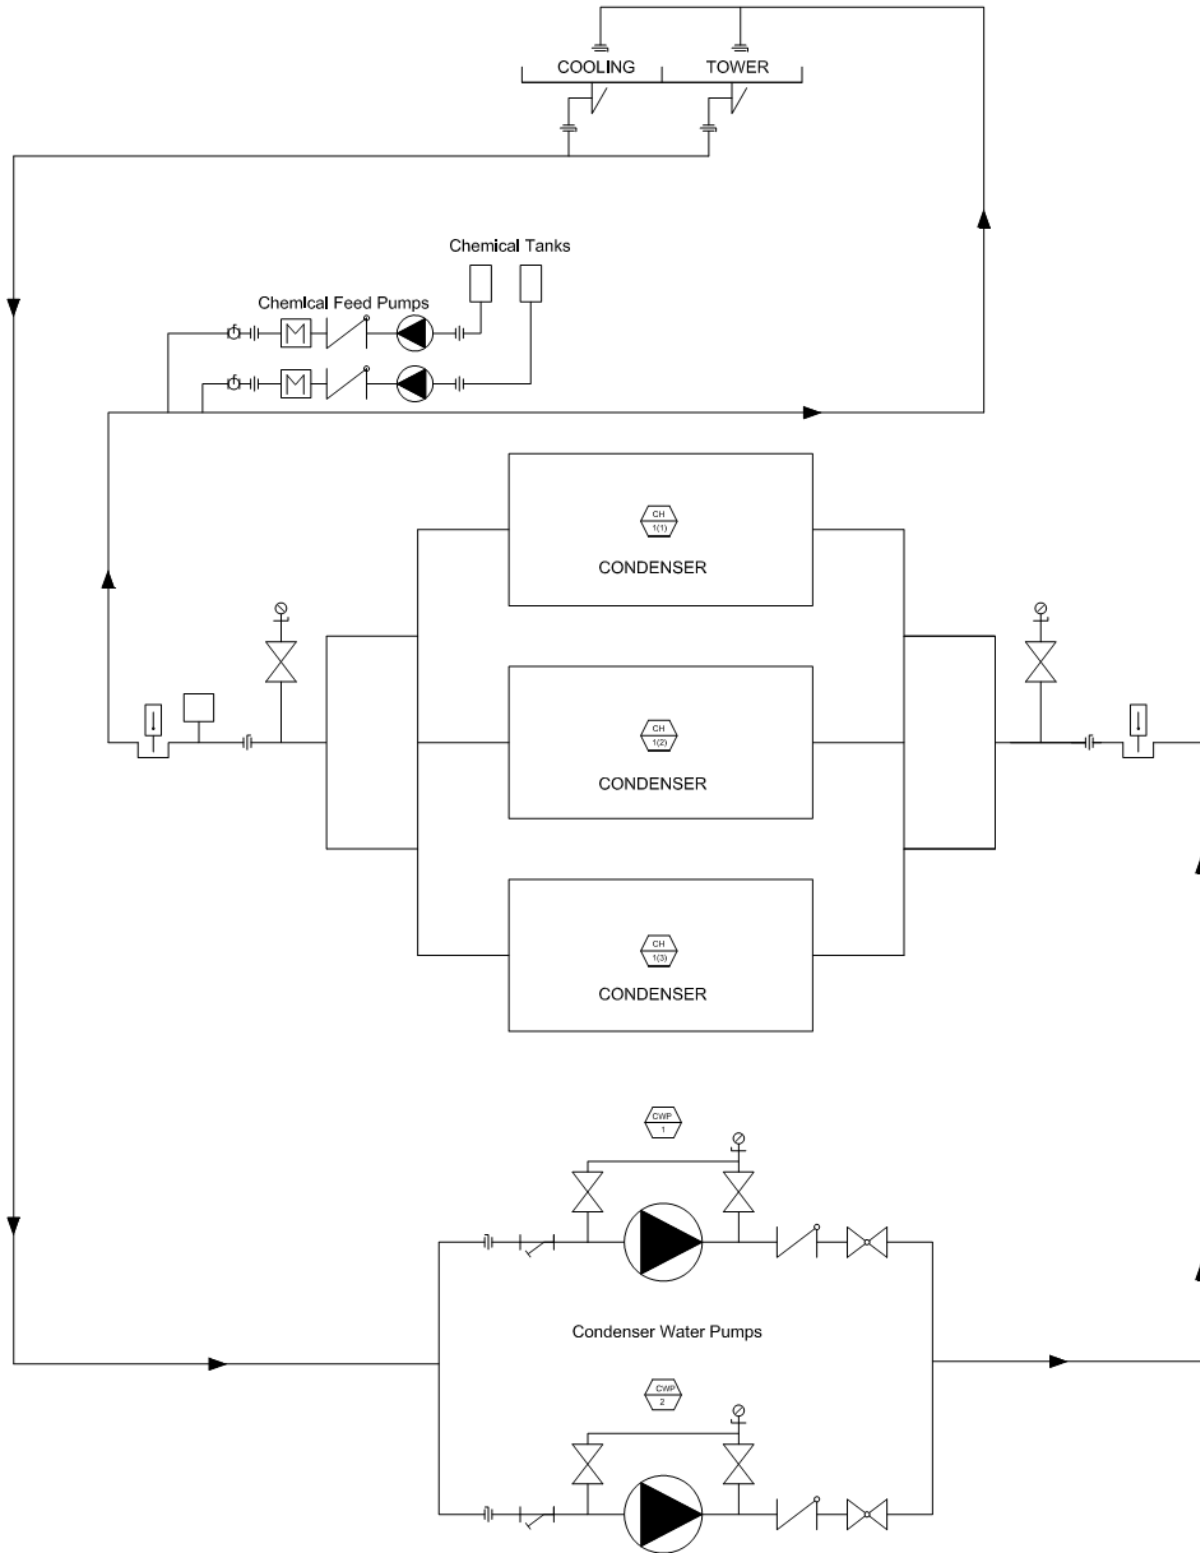 COOLING TOWER
Chemical Tanks
Chemical Feed Pumps
M
M
CH
1(1)
CONDENSER
CH
1(2)
CONDENSER
CH
1(3)
CONDENSER
CWP
1
Condenser Water Pumps
CWP
2